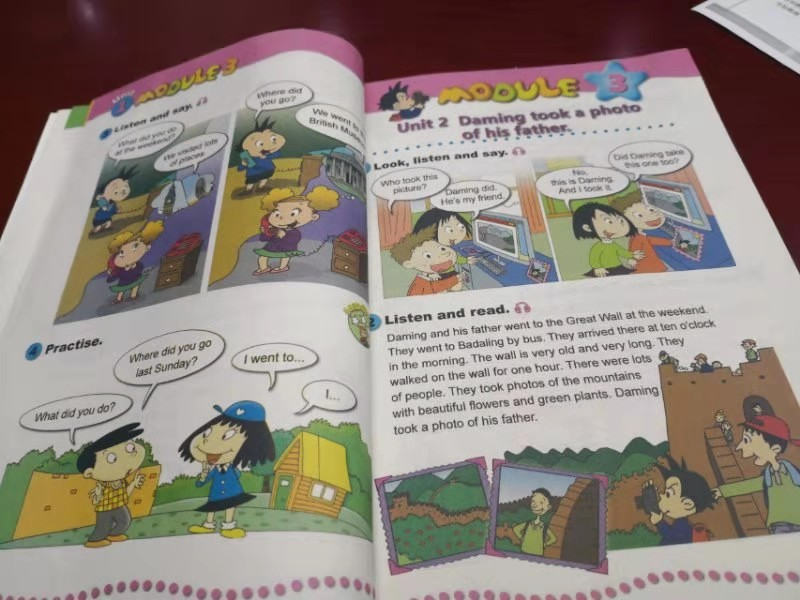 Unit 1 MODULE 3
3 Listen and say.
What did you do
at the weekend?
We visited lots
of places.
Where did
you go?
We went to
British
4 Practise.
What did you do?
Where did you go
last Sunday?
I went to...
I...
MODULE 3
Unit 2 Daming took a photo
of his father.
Look, listen and say.
Who took this
picture?
Daming did.
He's my friend.
No,
this is Daming.
And I took it.
Did Daming take
this one too?
2 Listen and read.
Daming and his father went to the Great Wall at the weekend.
They went to Badaling by bus. They arrived there at ten o'clock
in the morning. The wall is very old and very long. They
walked on the wall for one hour. There were lots
of people. They took photos of the mountains
with beautiful flowers and green plants. Daming
took a photo of his father.